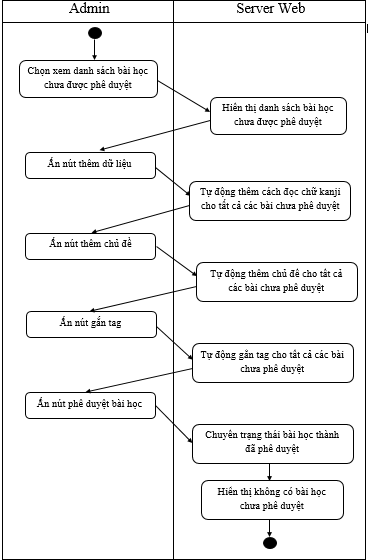 Admin
Server Web
Chọn xem danh sách bài học
chưa được phê duyệt
Hiển thị danh sách bài học
chưa được phê duyệt
Ấn nút thêm dữ liệu
Tự động thêm cách đọc chữ kanji
cho tất cả các bài chưa phê duyệt
Ấn nút thêm chủ đề
Tự động thêm chủ đề cho tất cả
các bài chưa phê duyệt
Ấn nút gắn tag
Tự động gắn tag cho tất cả các bài
chưa phê duyệt
Ấn nút phê duyệt bài học
Chuyển trạng thái bài học thành
đã phê duyệt
Hiển thị không có bài học
chưa phê duyệt